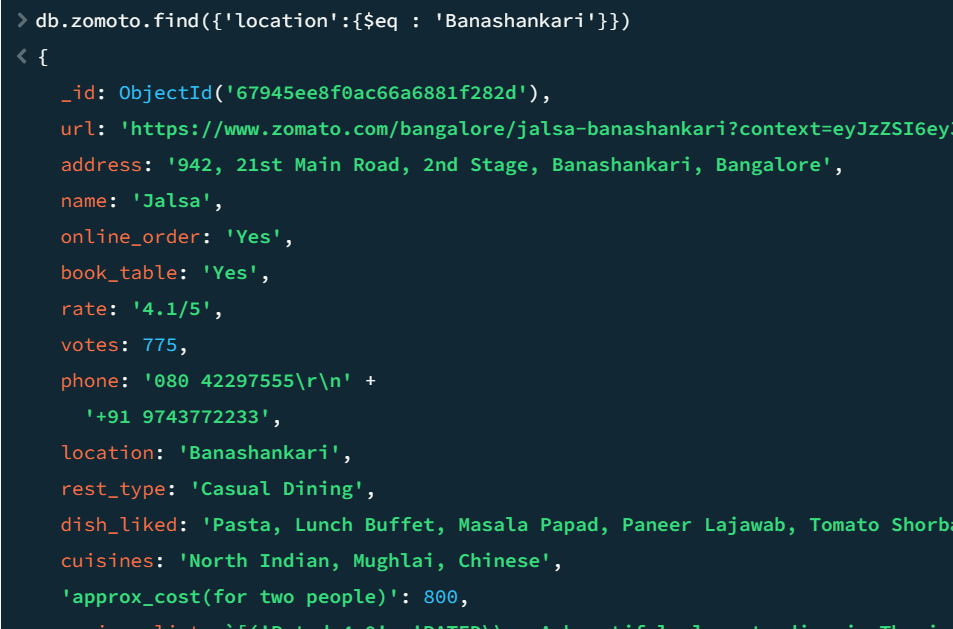 > db.zomoto.find({'location':{$eq : 'Banashankari'}})
< {
_id: ObjectId('67945ee8f0ac66a6881f282d'),
url: 'https://www.zomato.com/bangalore/jalsa-banashankari?context=eyJzZSI6ey
address: '942, 21st Main Road, 2nd Stage, Banashankari, Bangalore',
name: 'Jalsa',
online_order: 'Yes',
book_table: 'Yes',
rate: '4.1/5',
votes: 775,
phone: '080 42297555\r\n' +
'+91 9743772233',
location: 'Banashankari',
rest_type: 'Casual Dining',
dish_liked: 'Pasta, Lunch Buffet, Masala Papad, Paneer Lajawab, Tomato Shorba
cuisines: 'North Indian, Mughlai, Chinese',
'approx_cost(for two people)': 800,